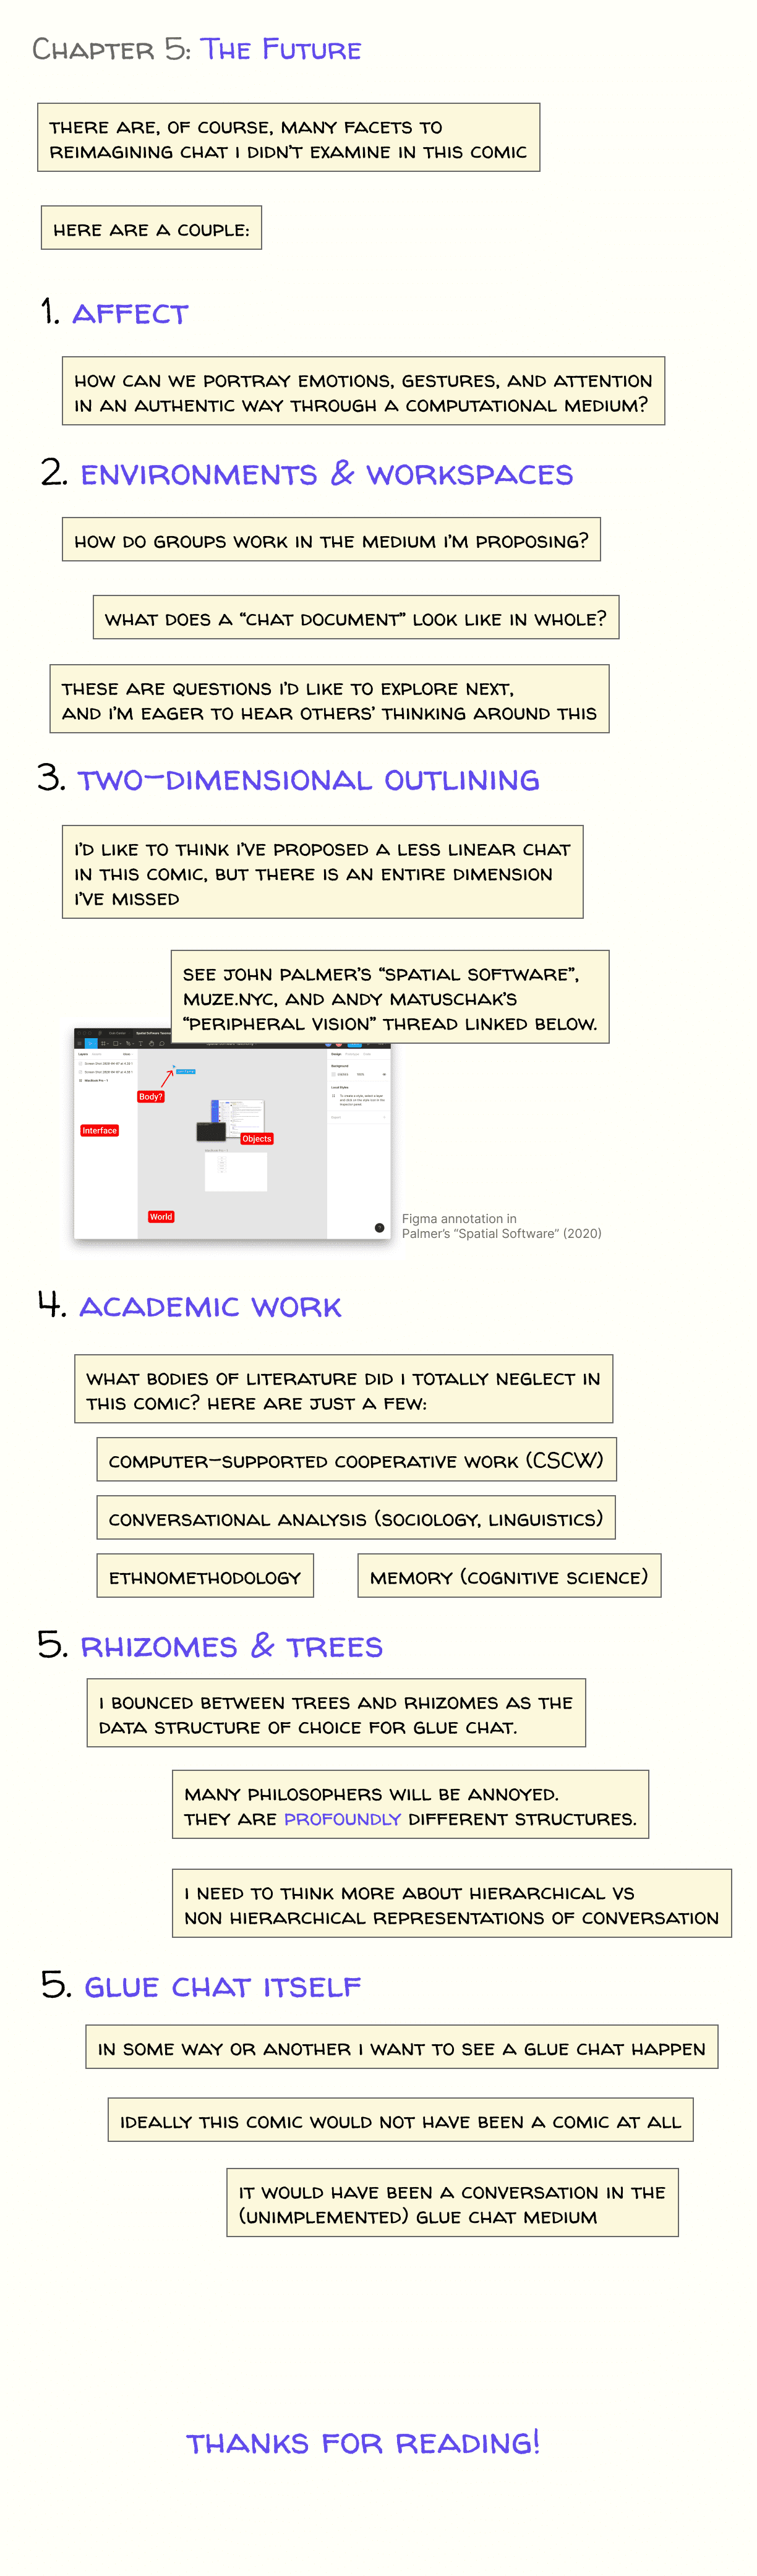 Chapter 5: The Future
THERE ARE, OF COURSE, MANY FACETS TO
REIMAGINING CHAT I DIDN'T EXAMINE IN THIS COMIC
HERE ARE A COUPLE:
1. AFFECT
HOW CAN WE PORTRAY EMOTIONS, GESTURES, AND ATTENTION
IN AN AUTHENTIC WAY THROUGH A COMPUTATIONAL MEDIUM?
2. ENVIRONMENTS & WORKSPACES
HOW DO GROUPS WORK IN THE MEDIUM I'M PROPOSING?
WHAT DOES A “CHAT DOCUMENT” LOOK LIKE IN WHOLE?
THESE ARE QUESTIONS I'D LIKE TO EXPLORE NEXT,
AND I'M EAGER TO HEAR OTHERS' THINKING AROUND THIS
3. TWO-DIMENSIONAL OUTLINING
I'D LIKE TO THINK I'VE PROPOSED A LESS LINEAR CHAT
IN THIS COMIC, BUT THERE IS AN ENTIRE DIMENSION
I'VE MISSED
SEE JOHN PALMER'S “SPATIAL SOFTWARE”,
MUZE.NYC, AND ANDY MATUSCHAK'S
“PERIPHERAL VISION” THREAD LINKED BELOW.
Layers
Design
Background
Local Styles
Body?
Interface
Objects
World
Figma annotation in
Palmer's “Spatial Software” (2020)
4. ACADEMIC WORK
WHAT BODIES OF LITERATURE DID I TOTALLY NEGLECT IN
THIS COMIC? HERE ARE JUST A FEW:
COMPUTER-SUPPORTED COOPERATIVE WORK (CSCW)
CONVERSATIONAL ANALYSIS (SOCIOLOGY, LINGUISTICS)
ETHNOMETHODOLOGY
MEMORY (COGNITIVE SCIENCE)
5. RHIZOMES & TREES
I BOUNCED BETWEEN TREES AND RHIZOMES AS THE
DATA STRUCTURE OF CHOICE FOR GLUE CHAT.
MANY PHILOSOPHERS WILL BE ANNOYED.
THEY ARE PROFOUNDLY DIFFERENT STRUCTURES.
I NEED TO THINK MORE ABOUT HIERARCHICAL VS
NON HIERARCHICAL REPRESENTATIONS OF CONVERSATION
5. GLUE CHAT ITSELF
IN SOME WAY OR ANOTHER I WANT TO SEE A GLUE CHAT HAPPEN
IDEALLY THIS COMIC WOULD NOT HAVE BEEN A COMIC AT ALL
IT WOULD HAVE BEEN A CONVERSATION IN THE
(UNIMPLEMENTED) GLUE CHAT MEDIUM
THANKS FOR READING!